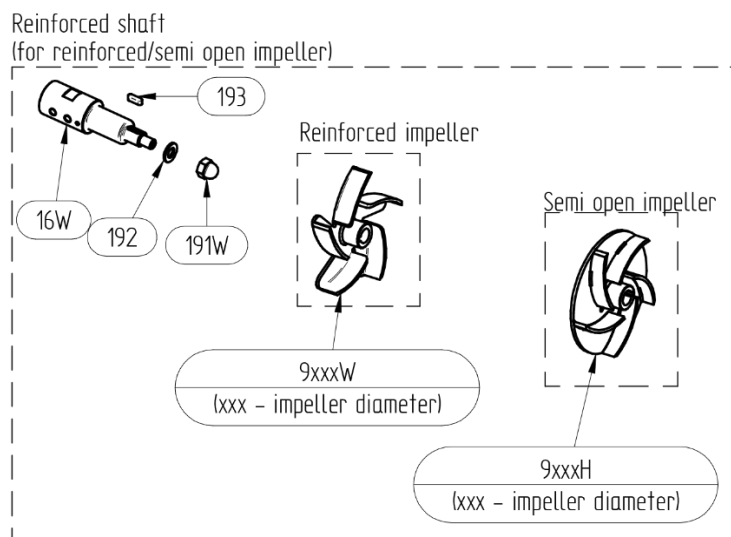 Reinforced shaft
(for reinforced/semi open impeller)
193
Reinforced impeller
Semi open impeller
16W
192
191W
9xxxW
(xxx - impeller diameter)
9xxxH
(xxx - impeller diameter)